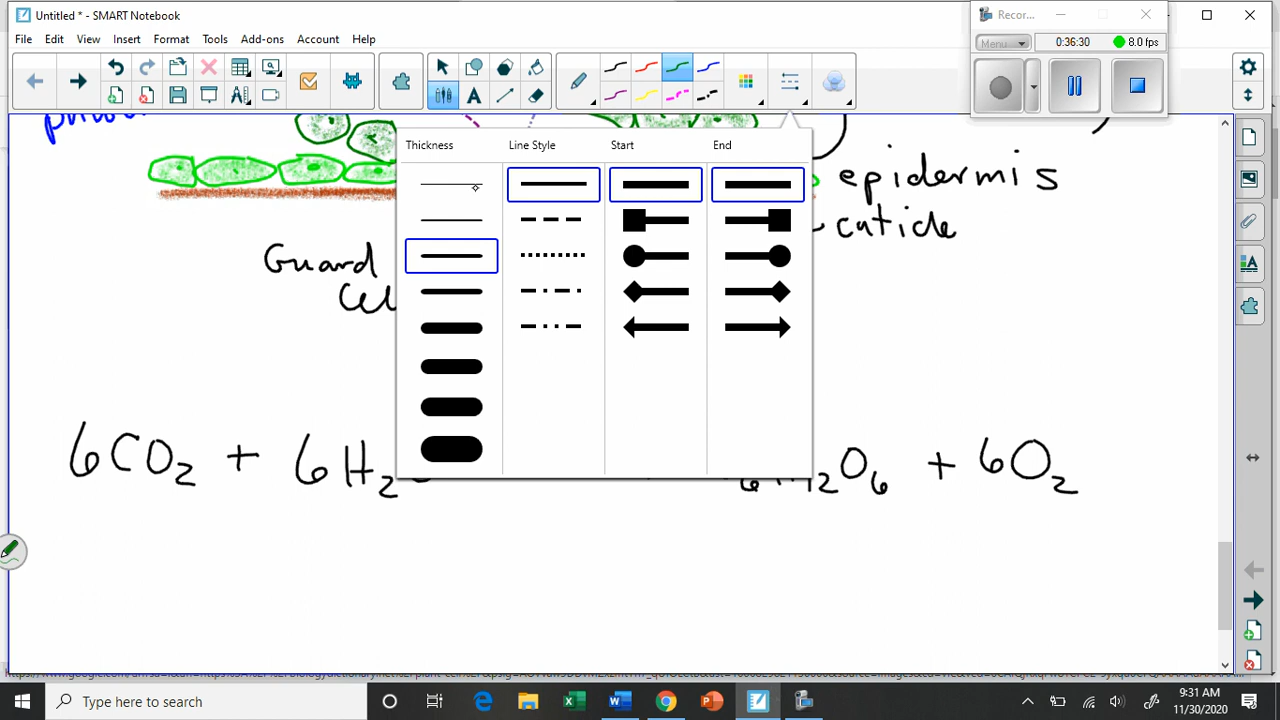 Untitled * - SMART Notebook
Recor...
File Edit View Insert Format Tools Add-ons Account Help
Menu 0:36:30 8.0 fps
Thickness Line Style Start End
epidermis
cuticle
Guard
Cell
6CO2 + 6H2 6H12O6 + 6O2
Type here to search
9:31 AM
11/30/2020